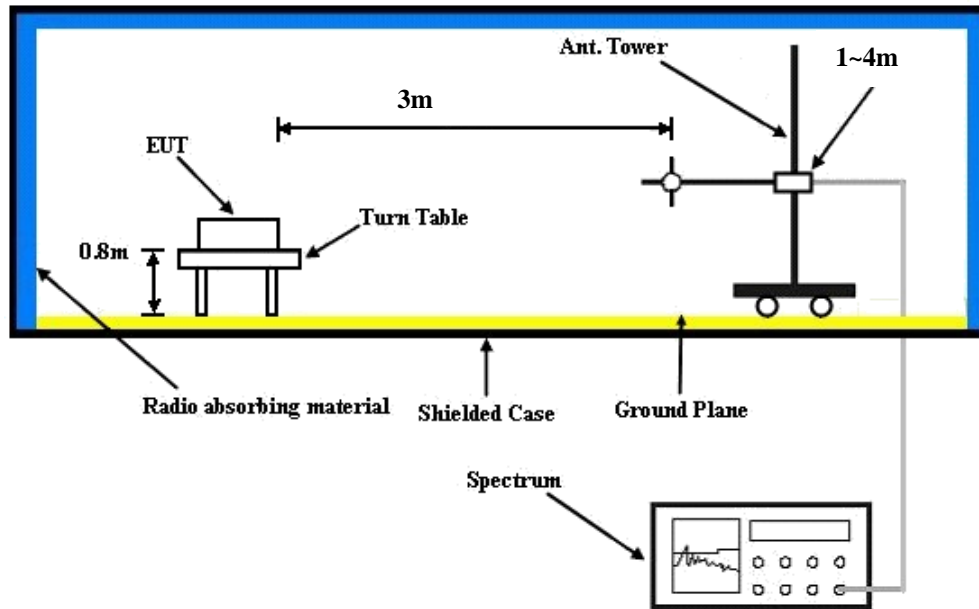 Ant. Tower
1~4m
3m
EUT
Turn Table
0.8m
Radio absorbing material
Shielded Case
Ground Plane
Spectrum